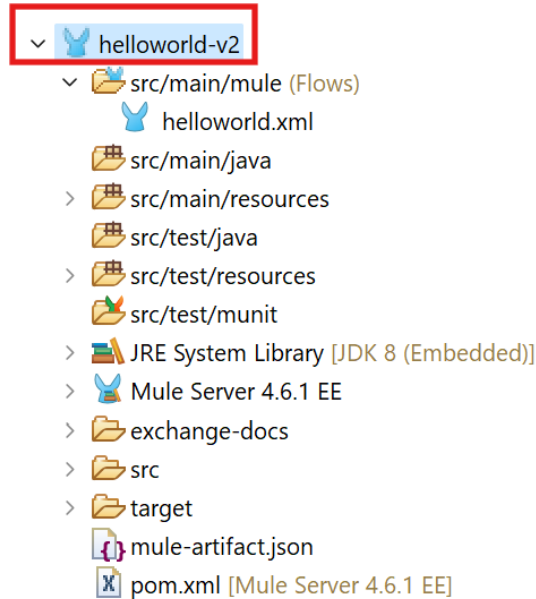 helloworld-v2
src/main/mule (Flows)
helloworld.xml
src/main/java
src/main/resources
src/test/java
src/test/resources
src/test/munit
JRE System Library [JDK 8 (Embedded)]
Mule Server 4.6.1 EE
exchange-docs
src
target
mule-artifact.json
pom.xml [Mule Server 4.6.1 EE]